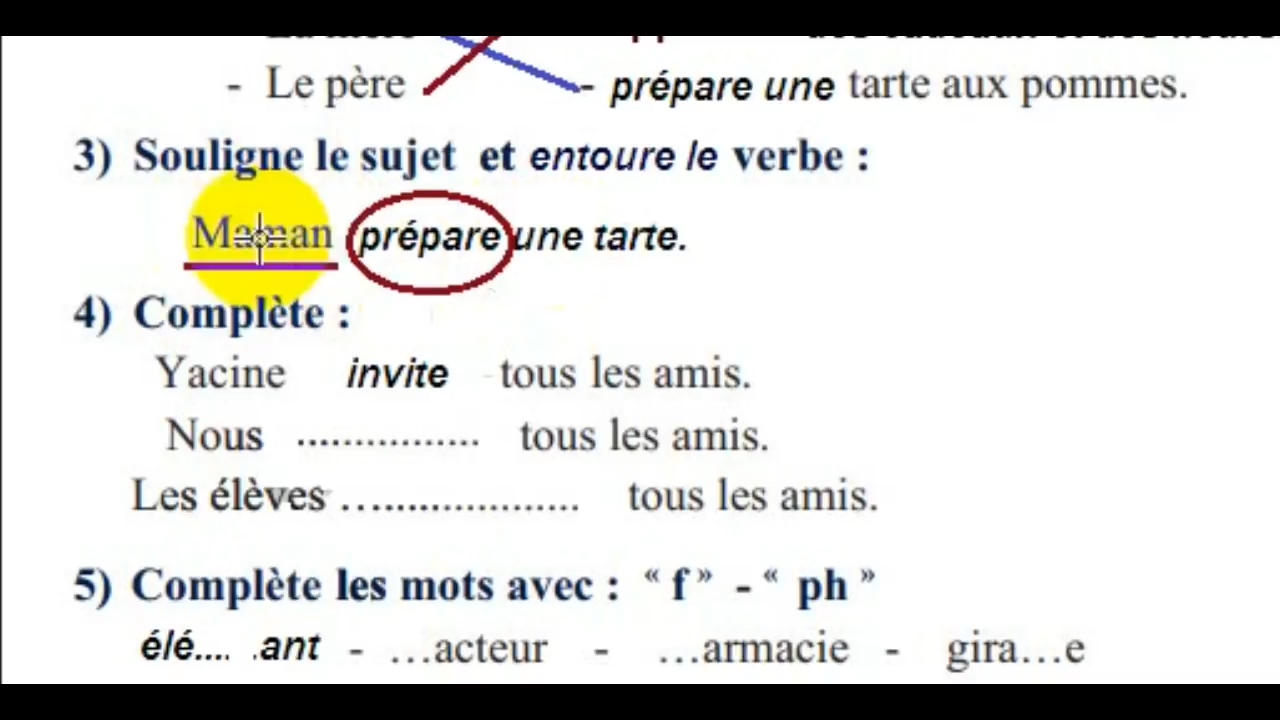 - Le père - prépare une tarte aux pommes.
3) Souligne le sujet et entoure le verbe :
Maman prépare une tarte.
4) Complète :
Yacine invite tous les amis.
Nous ................ tous les amis.
Les élèves ...................... tous les amis.
5) Complète les mots avec : " f " - " ph "
élé.... .ant - ...acteur - ...armacie - gira...e